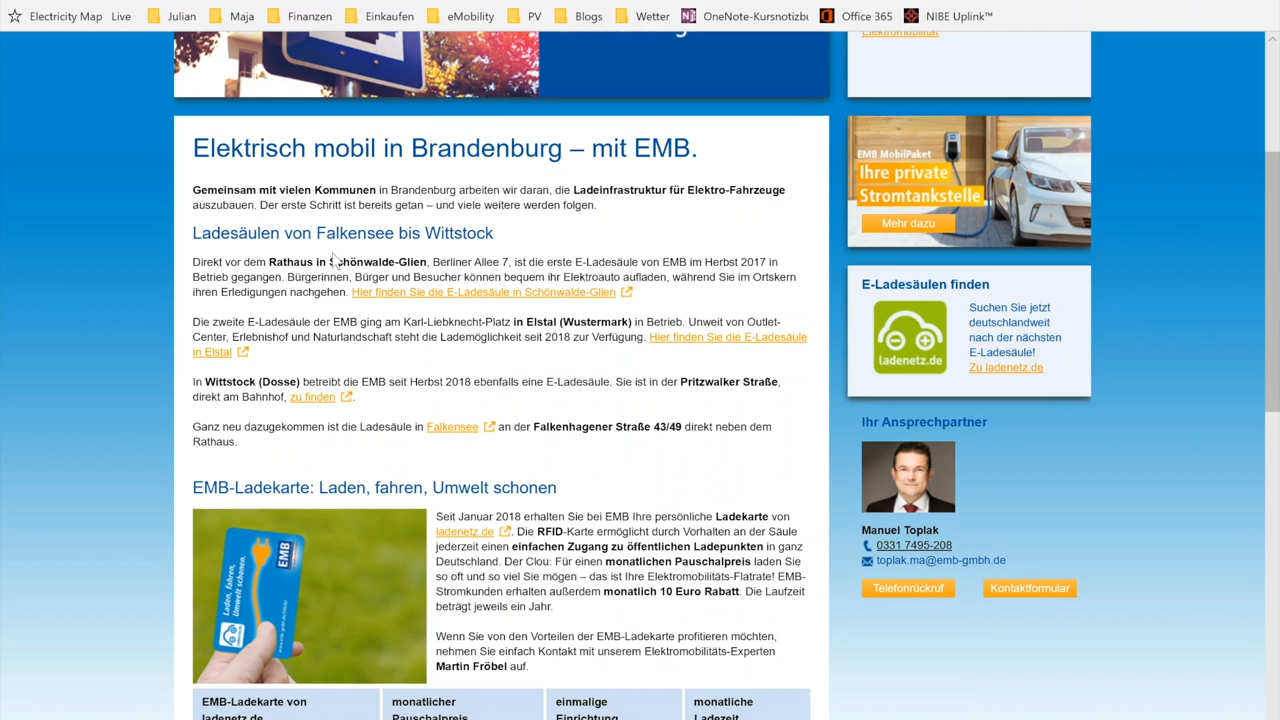 Electricity Map Live Julian Maja Finanzen Einkaufen eMobility PV Blogs Wetter OneNote-Kursnotizbu Office 365 NIBE Uplink™
Elektromobilität
Elektrisch mobil in Brandenburg – mit EMB.
Gemeinsam mit vielen Kommunen in Brandenburg arbeiten wir daran, die Ladeinfrastruktur für Elektro-Fahrzeuge
auszubauen. Der erste Schritt ist bereits getan – und viele weitere werden folgen.
Ladesäulen von Falkensee bis Wittstock
Direkt vor dem Rathaus in Schönwalde-Glien, Berliner Allee 7, ist die erste E-Ladesäule von EMB im Herbst 2017 in
Betrieb gegangen. Bürgerinnen, Bürger und Besucher können bequem ihr Elektroauto aufladen, während Sie im Ortskern
ihren Erledigungen nachgehen. Hier finden Sie die E-Ladesäule in Schönwalde-Glien
Die zweite E-Ladesäule der EMB ging am Karl-Liebknecht-Platz in Elstal (Wustermark) in Betrieb. Unweit von Outlet-
Center, Erlebnishof und Naturlandschaft steht die Lademöglichkeit seit 2018 zur Verfügung. Hier finden Sie die E-Ladesäule
in Elstal
In Wittstock (Dosse) betreibt die EMB seit Herbst 2018 ebenfalls eine E-Ladesäule. Sie ist in der Pritzwalker Straße,
direkt am Bahnhof, zu finden.
Ganz neu dazugekommen ist die Ladesäule in Falkensee an der Falkenhagener Straße 43/49 direkt neben dem
Rathaus.
EMB-Ladekarte: Laden, fahren, Umwelt schonen
Laden, fahren,
Umwelt schonen.
EMB
Seit Januar 2018 erhalten Sie bei EMB Ihre persönliche Ladekarte von
ladenetz.de. Die RFID-Karte ermöglicht durch Vorhalten an der Säule
jederzeit einen einfachen Zugang zu öffentlichen Ladepunkten in ganz
Deutschland. Der Clou: Für einen monatlichen Pauschalpreis laden Sie
so oft und so viel Sie mögen – das ist Ihre Elektromobilitäts-Flatrate! EMB-
Stromkunden erhalten außerdem monatlich 10 Euro Rabatt. Die Laufzeit
beträgt jeweils ein Jahr.
Wenn Sie von den Vorteilen der EMB-Ladekarte profitieren möchten,
nehmen Sie einfach Kontakt mit unserem Elektromobilitäts-Experten
Martin Fröbel auf.
EMB-Ladekarte von monatlicher einmalige monatliche
ladenetz.de Pauschalpreis Einrichtung Ladezeit
EMB MobilPaket
Ihre private
Stromtankstelle
Mehr dazu
E-Ladesäulen finden
ladenetz.de
Suchen Sie jetzt
deutschlandweit
nach der nächsten
E-Ladesäule!
Zu ladenetz.de
Ihr Ansprechpartner
Manuel Toplak
0331 7495-208
toplak.ma@emb-gmbh.de
Telefonrückruf Kontaktformular